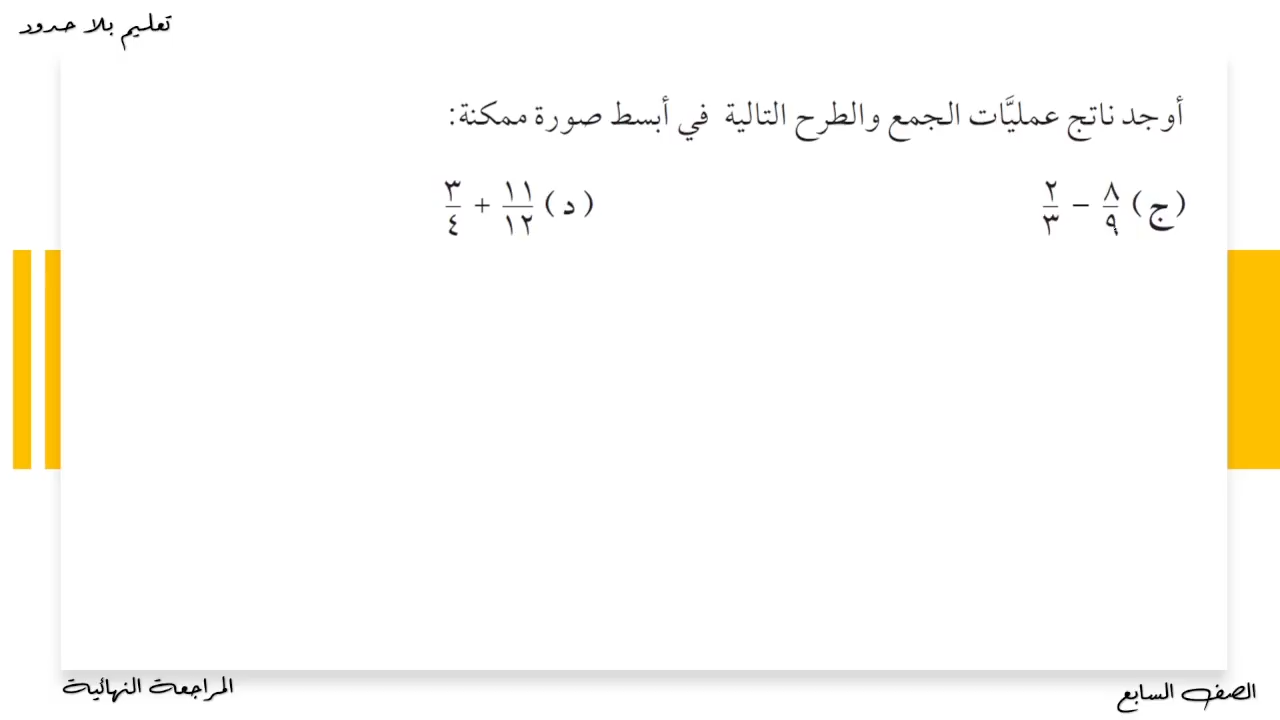 تعليم بلا حدود
أوجد ناتج عمليَّات الجمع والطرح التالية في أبسط صورة ممكنة:
(ج) ٨/٩ − ٢/٣ (د) ١١/١٢ + ٣/٤
الصف السابع المراجعة النهائية